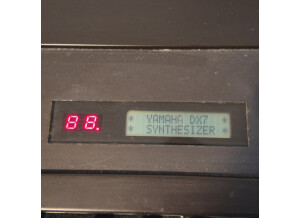 88.
* YAMAHA DX7 *
* SYNTHESIZER *